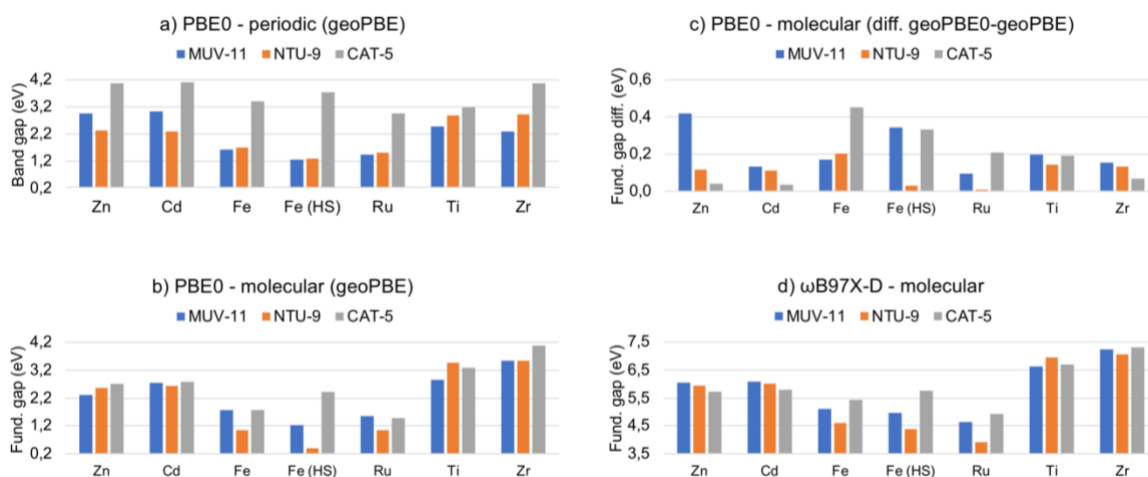 a) PBE0 - periodic (geoPBE)
MUV-11 NTU-9 CAT-5
Band gap (eV)
4,2
3,2
2,2
1,2
0,2
Zn Cd Fe Fe (HS) Ru Ti Zr
c) PBE0 - molecular (diff. geoPBE0-geoPBE)
MUV-11 NTU-9 CAT-5
Fund. gap diff. (eV)
0,6
0,4
0,2
0,0
Zn Cd Fe Fe (HS) Ru Ti Zr
b) PBE0 - molecular (geoPBE)
MUV-11 NTU-9 CAT-5
Fund. gap (eV)
4,2
3,2
2,2
1,2
0,2
Zn Cd Fe Fe (HS) Ru Ti Zr
d) ωB97X-D - molecular
MUV-11 NTU-9 CAT-5
Fund. gap (eV)
7,5
6,5
5,5
4,5
3,5
Zn Cd Fe Fe (HS) Ru Ti Zr